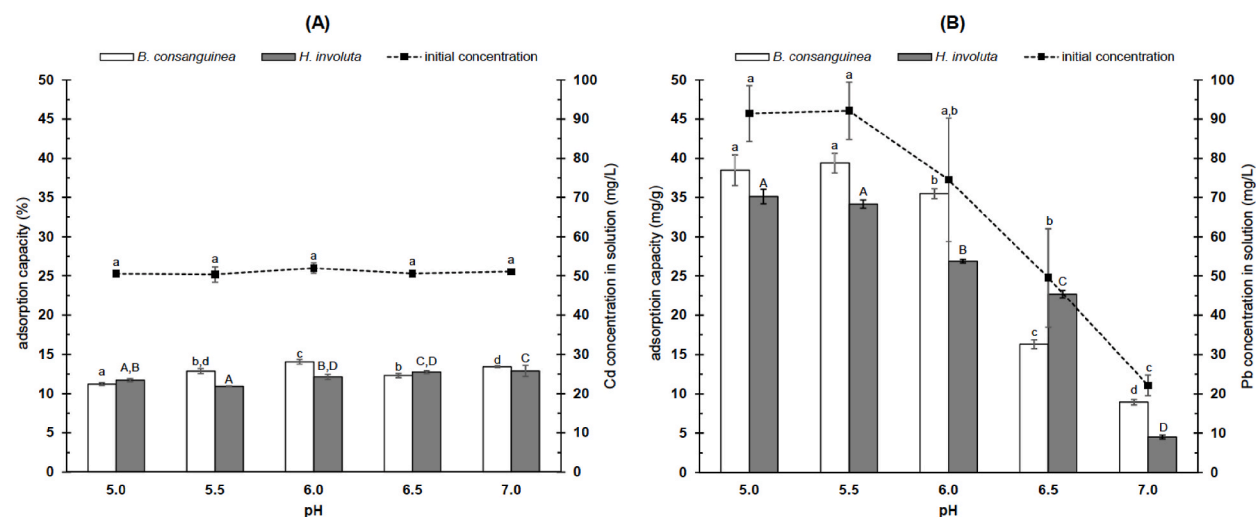 (A)
B. consanguinea H. involuta initial concentration
50 100
45 90
40 80
35 70
30 60
25 50
20 40
15 30
10 20
5 10
0 0
adsorption capacity (%)
Cd concentration in solution (mg/L)
a a a a a
a A,B b,d A c B,D b C,D d C
5.0 5.5 6.0 6.5 7.0
pH
(B)
B. consanguinea H. involuta initial concentration
50 100
45 90
40 80
35 70
30 60
25 50
20 40
15 30
10 20
5 10
0 0
adsorptioin capacity (mg/g)
Pb concentration in solution (mg/L)
a a a,b b c
a A a A b B c C d D
5.0 5.5 6.0 6.5 7.0
pH